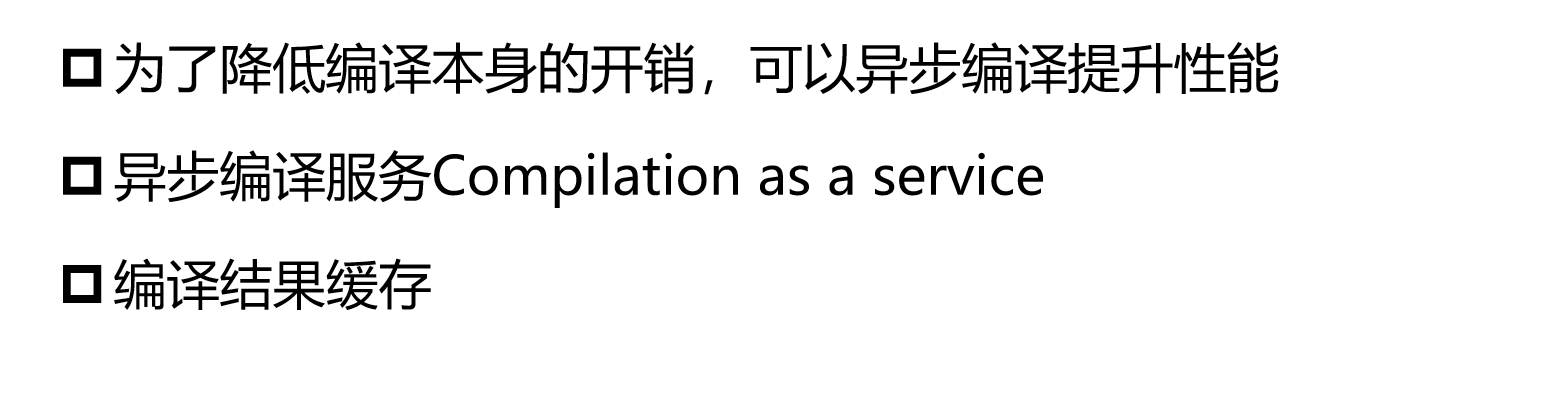 为了降低编译本身的开销，可以异步编译提升性能
异步编译服务Compilation as a service
编译结果缓存